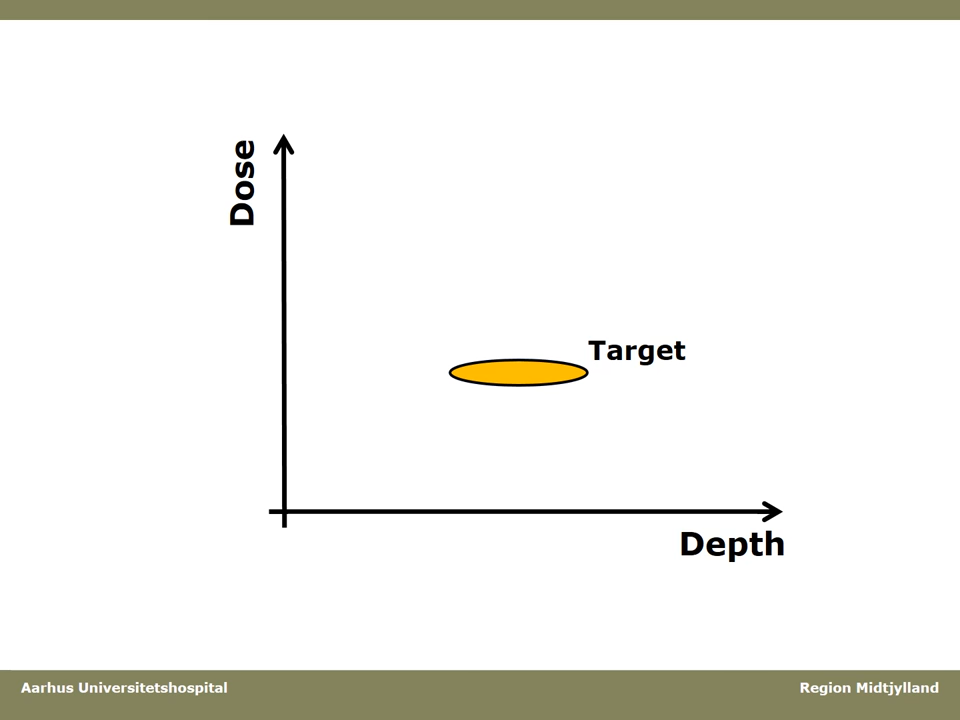 Dose
Target
Depth
Aarhus Universitetshospital
Region Midtjylland